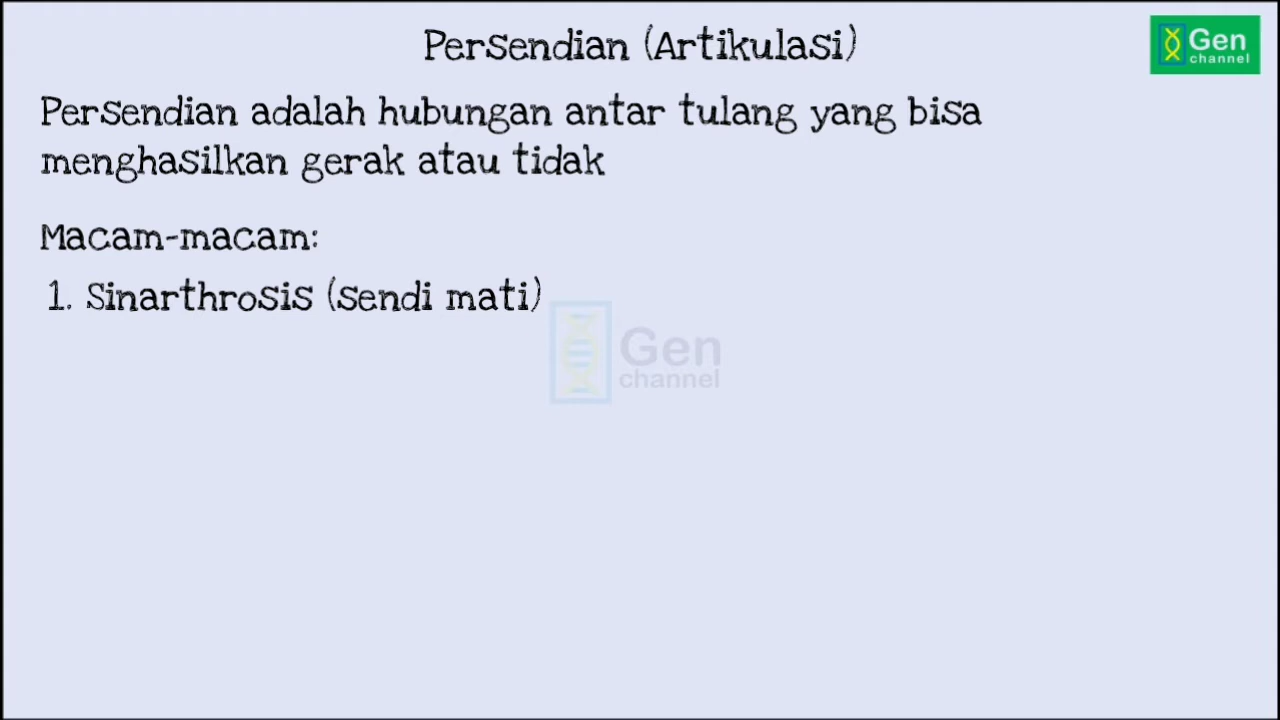 Persendian (Artikulasi)
Gen
channel
Persendian adalah hubungan antar tulang yang bisa
menghasilkan gerak atau tidak
Macam-macam:
1. Sinarthrosis (sendi mati)
Gen
channel